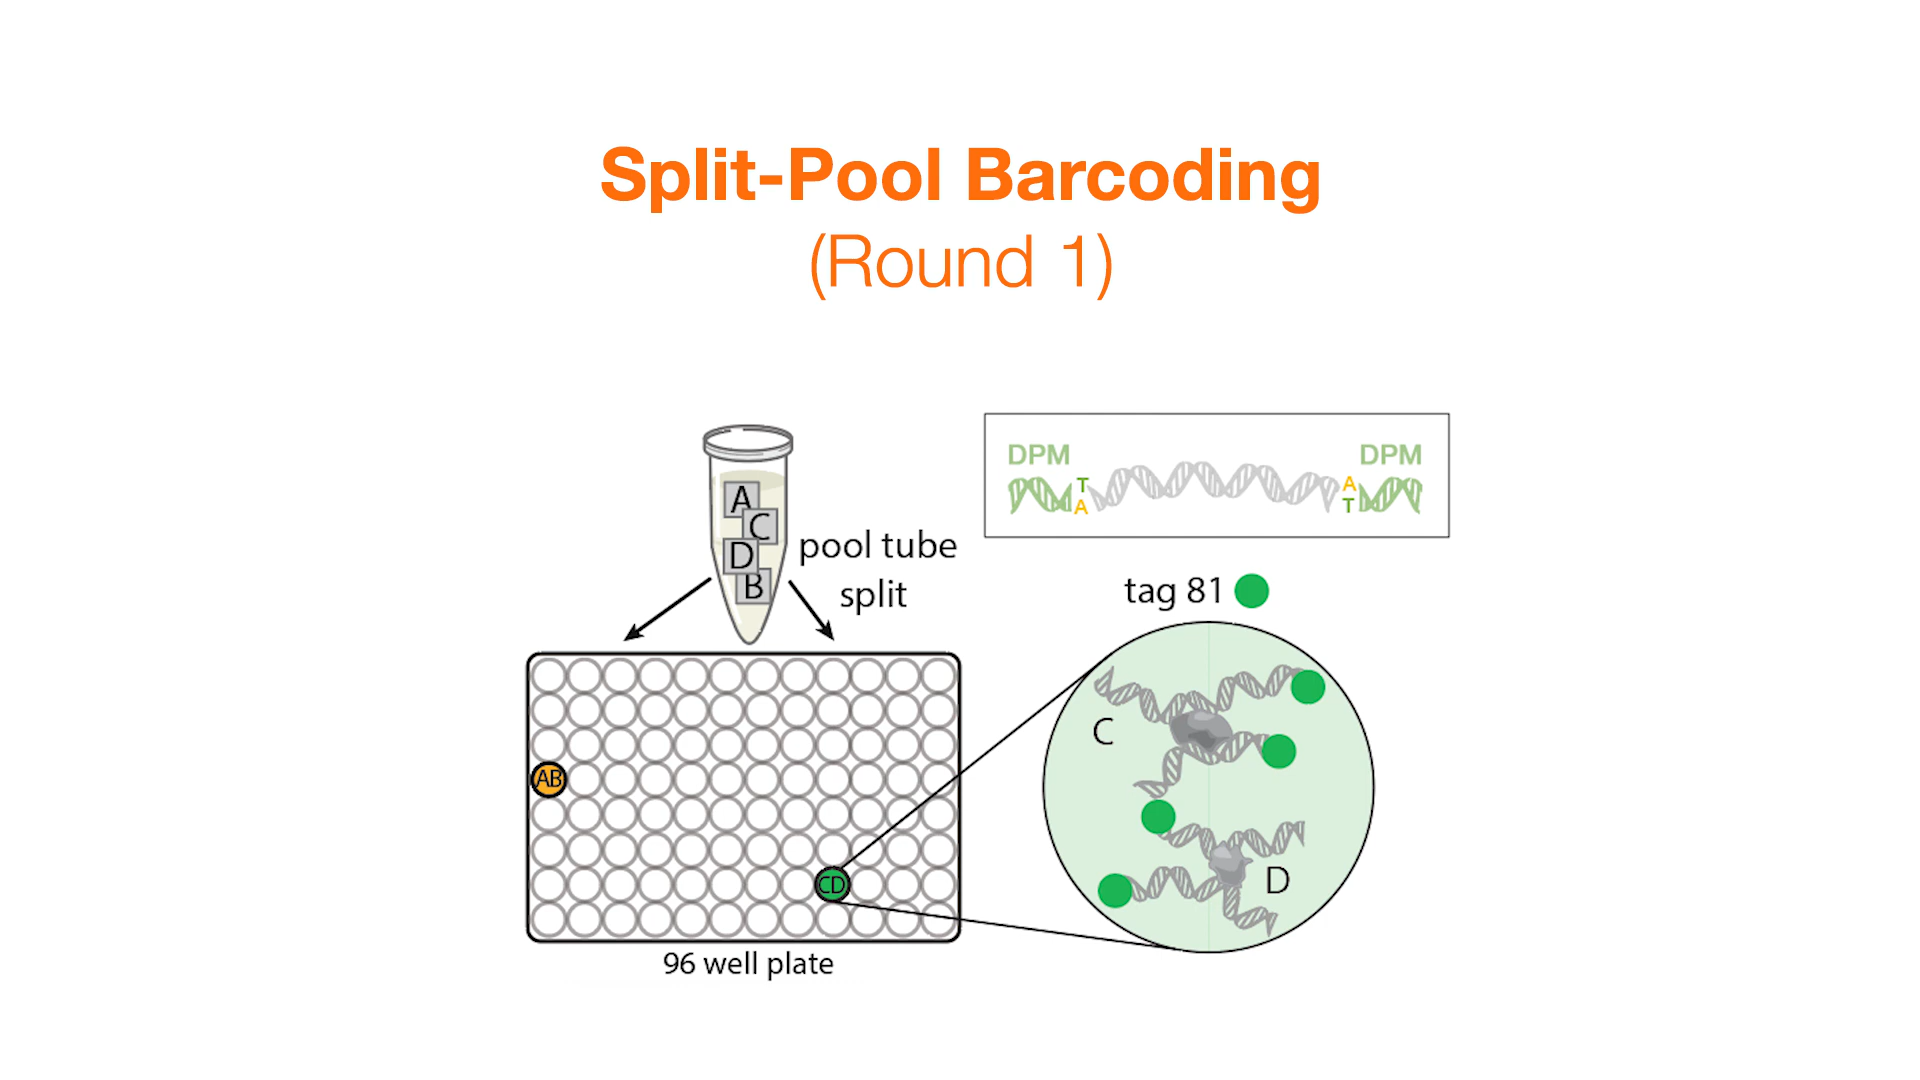 Split-Pool Barcoding
(Round 1)
A
C
D
B
pool tube
split
DPM
DPM
T
A
A
T
tag 81
C
D
AB
CD
96 well plate